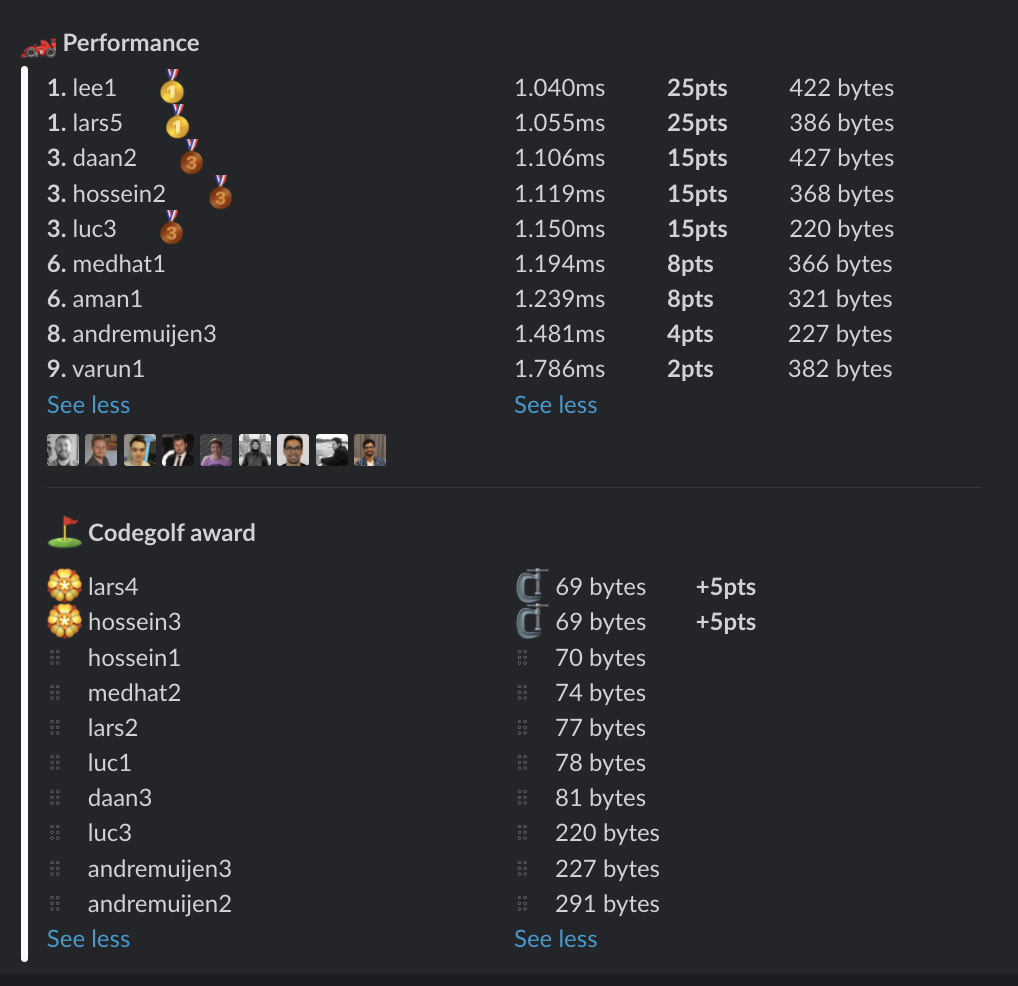 Performance
1. lee1 1.040ms 25pts 422 bytes
1. lars5 1.055ms 25pts 386 bytes
3. daan2 1.106ms 15pts 427 bytes
3. hossein2 1.119ms 15pts 368 bytes
3. luc3 1.150ms 15pts 220 bytes
6. medhat1 1.194ms 8pts 366 bytes
6. aman1 1.239ms 8pts 321 bytes
8. andremuijen3 1.481ms 4pts 227 bytes
9. varun1 1.786ms 2pts 382 bytes
See less See less
Codegolf award
lars4 69 bytes +5pts
hossein3 69 bytes +5pts
hossein1 70 bytes
medhat2 74 bytes
lars2 77 bytes
luc1 78 bytes
daan3 81 bytes
luc3 220 bytes
andremuijen3 227 bytes
andremuijen2 291 bytes
See less See less